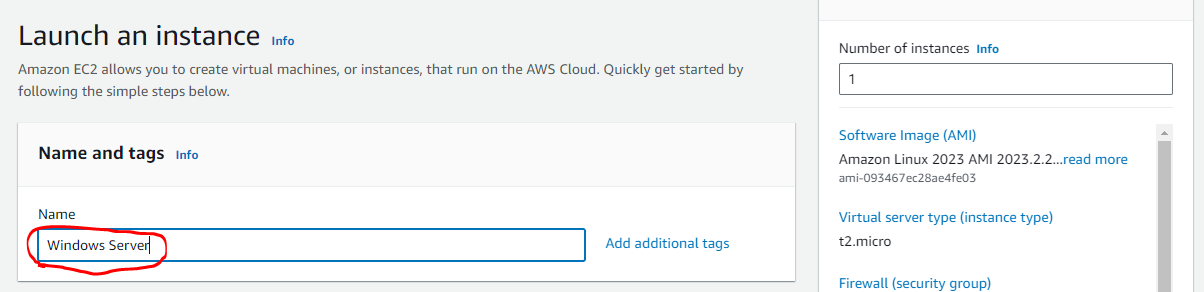 Launch an instance Info
Amazon EC2 allows you to create virtual machines, or instances, that run on the AWS Cloud. Quickly get started by
following the simple steps below.
Name and tags Info
Name
Windows Server
Add additional tags
Number of instances Info
1
Software Image (AMI)
Amazon Linux 2023 AMI 2023.2.2...read more
ami-093467ec28ae4fe03
Virtual server type (instance type)
t2.micro
Firewall (security group)